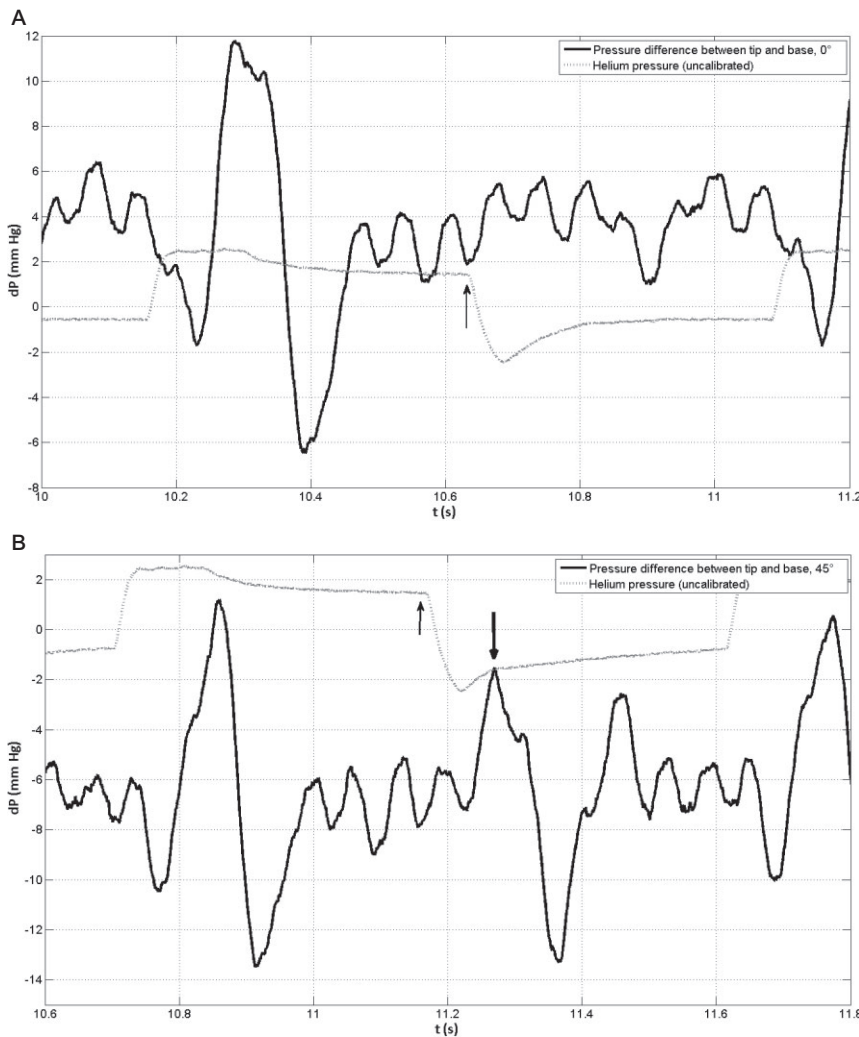 A
12
10
8
6
4
2
0
-2
-4
-6
-8
dP (mm Hg)
Pressure difference between tip and base, 0°
Helium pressure (uncalibrated)
10 10.2 10.4 10.6 10.8 11 11.2
t (s)
B
2
0
-2
-4
-6
-8
-10
-12
-14
dP (mm Hg)
Pressure difference between tip and base, 45°
Helium pressure (uncalibrated)
10.6 10.8 11 11.2 11.4 11.6 11.8
t (s)